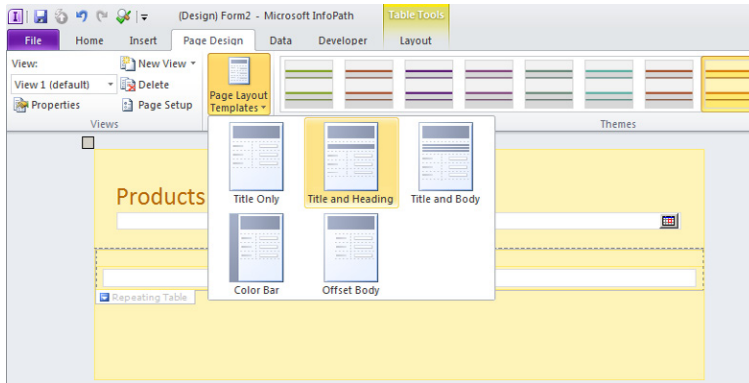 (Design) Form2 - Microsoft InfoPath
Table Tools
File Home Insert Page Design Data Developer Layout
View:
New View
View 1 (default)
Delete
Properties
Page Setup
Page Layout
Templates
Views
Themes
Title Only
Title and Heading
Title and Body
Color Bar
Offset Body
Products
Repeating Table